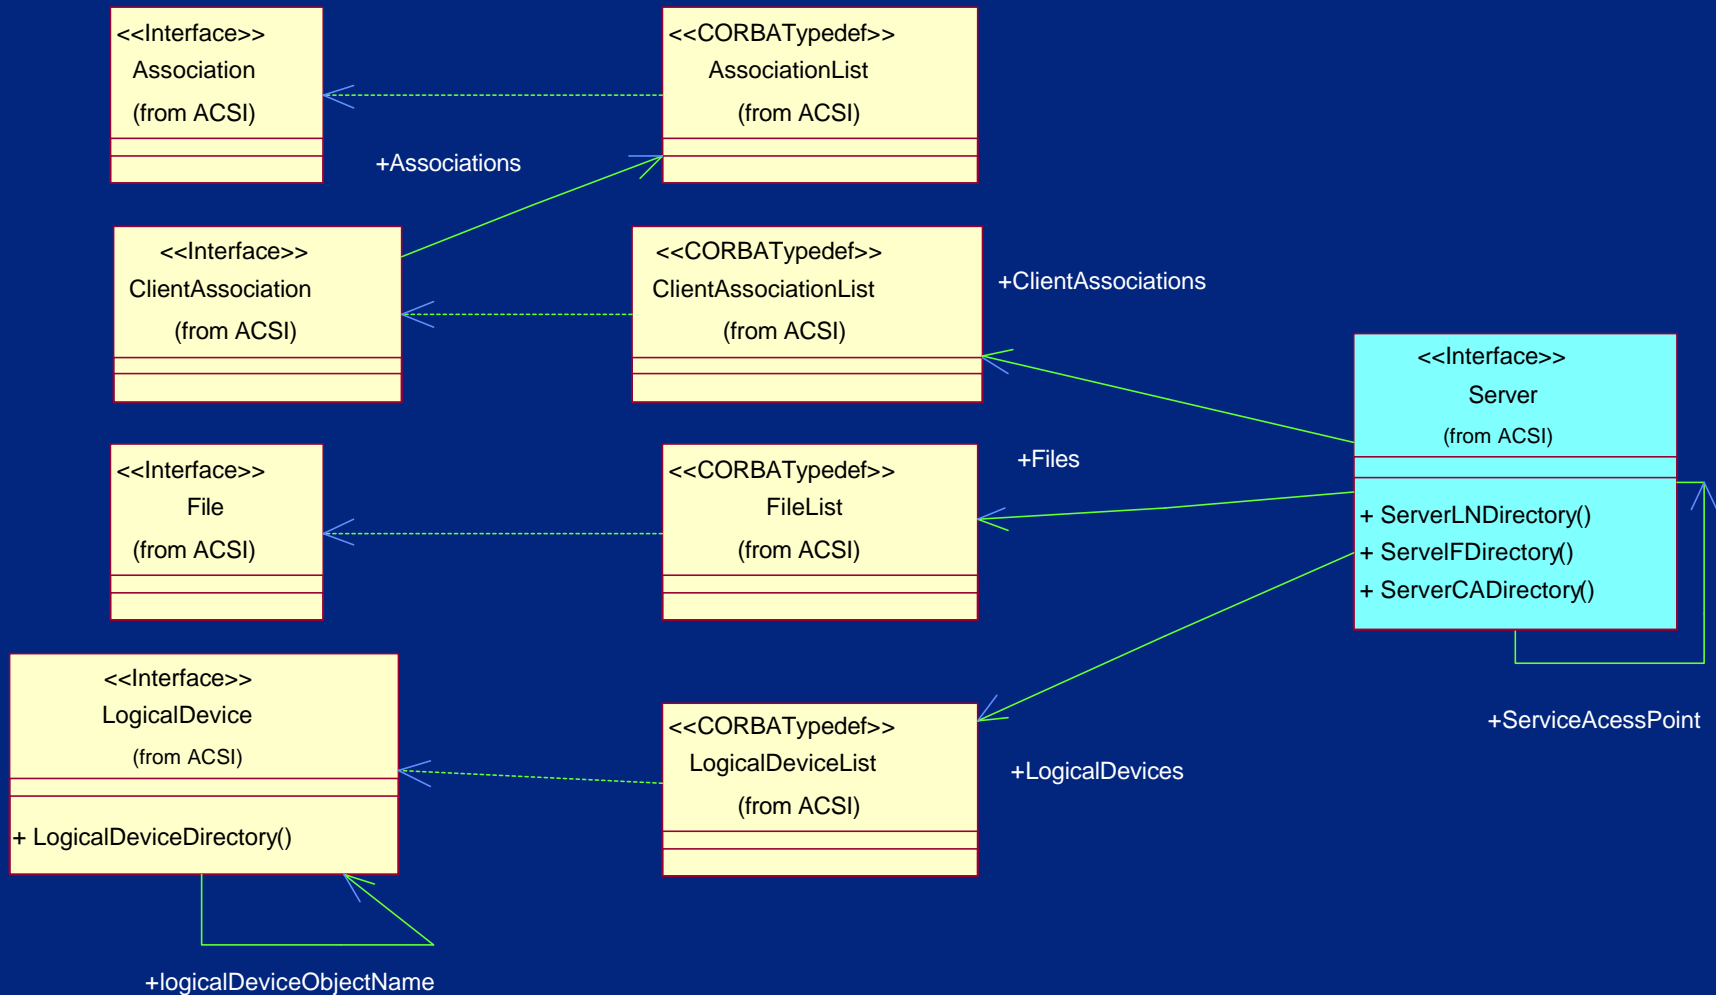 <<Interface>>
Association
(from ACSI)
<<CORBATypedef>>
AssociationList
(from ACSI)
+Associations
<<Interface>>
ClientAssociation
(from ACSI)
<<CORBATypedef>>
ClientAssociationList
(from ACSI)
+ClientAssociations
<<Interface>>
Server
(from ACSI)
+ ServerLNDirectory()
+ ServelFDirectory()
+ ServerCADirectory()
+ServiceAcessPoint
<<Interface>>
File
(from ACSI)
<<CORBATypedef>>
FileList
(from ACSI)
+Files
<<Interface>>
LogicalDevice
(from ACSI)
+ LogicalDeviceDirectory()
<<CORBATypedef>>
LogicalDeviceList
(from ACSI)
+LogicalDevices
+logicalDeviceObjectName